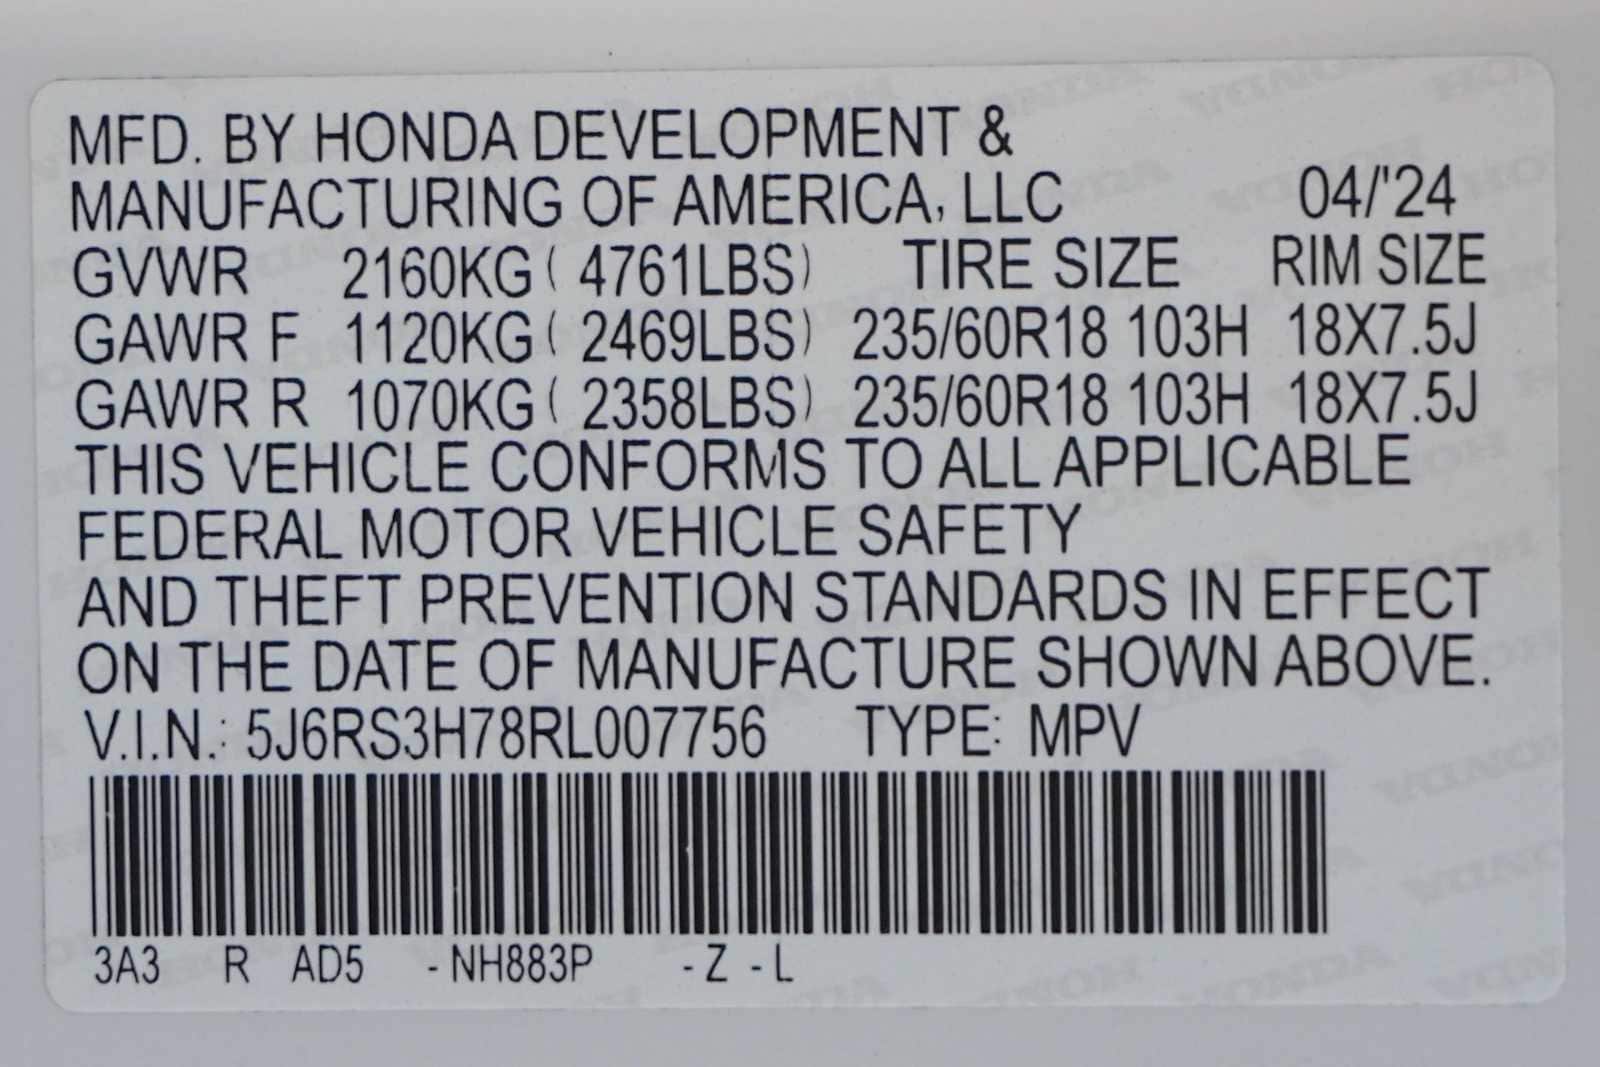 MFD. BY HONDA DEVELOPMENT &
MANUFACTURING OF AMERICA, LLC 04/'24
GVWR 2160KG ( 4761LBS) TIRE SIZE RIM SIZE
GAWR F 1120KG ( 2469LBS) 235/60R18 103H 18X7.5J
GAWR R 1070KG ( 2358LBS) 235/60R18 103H 18X7.5J
THIS VEHICLE CONFORMS TO ALL APPLICABLE
FEDERAL MOTOR VEHICLE SAFETY
AND THEFT PREVENTION STANDARDS IN EFFECT
ON THE DATE OF MANUFACTURE SHOWN ABOVE.
V.I.N.: 5J6RS3H78RL007756 TYPE: MPV
3A3 R AD5 -NH883P -Z -L